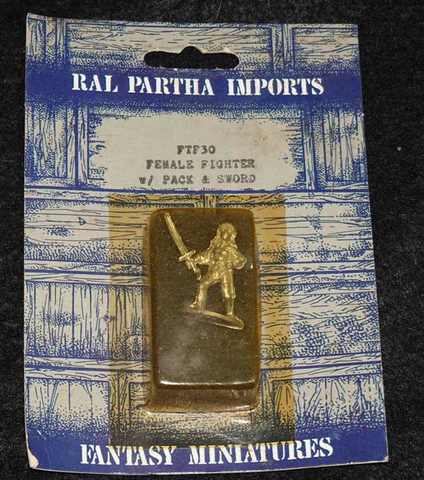 RAL PARTHA IMPORTS
FTF30
FEMALE FIGHTER
w/ PACK & SWORD
FANTASY MINIATURES